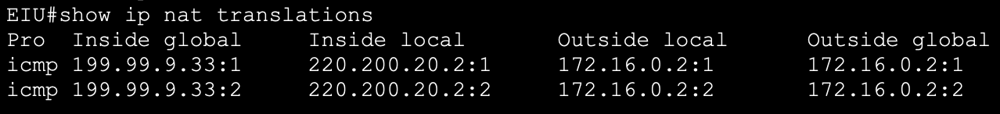 EIU#show ip nat translations
Pro  Inside global     Inside local       Outside local      Outside global
icmp 199.99.9.33:1     220.200.20.2:1     172.16.0.2:1       172.16.0.2:1
icmp 199.99.9.33:2     220.200.20.2:2     172.16.0.2:2       172.16.0.2:2